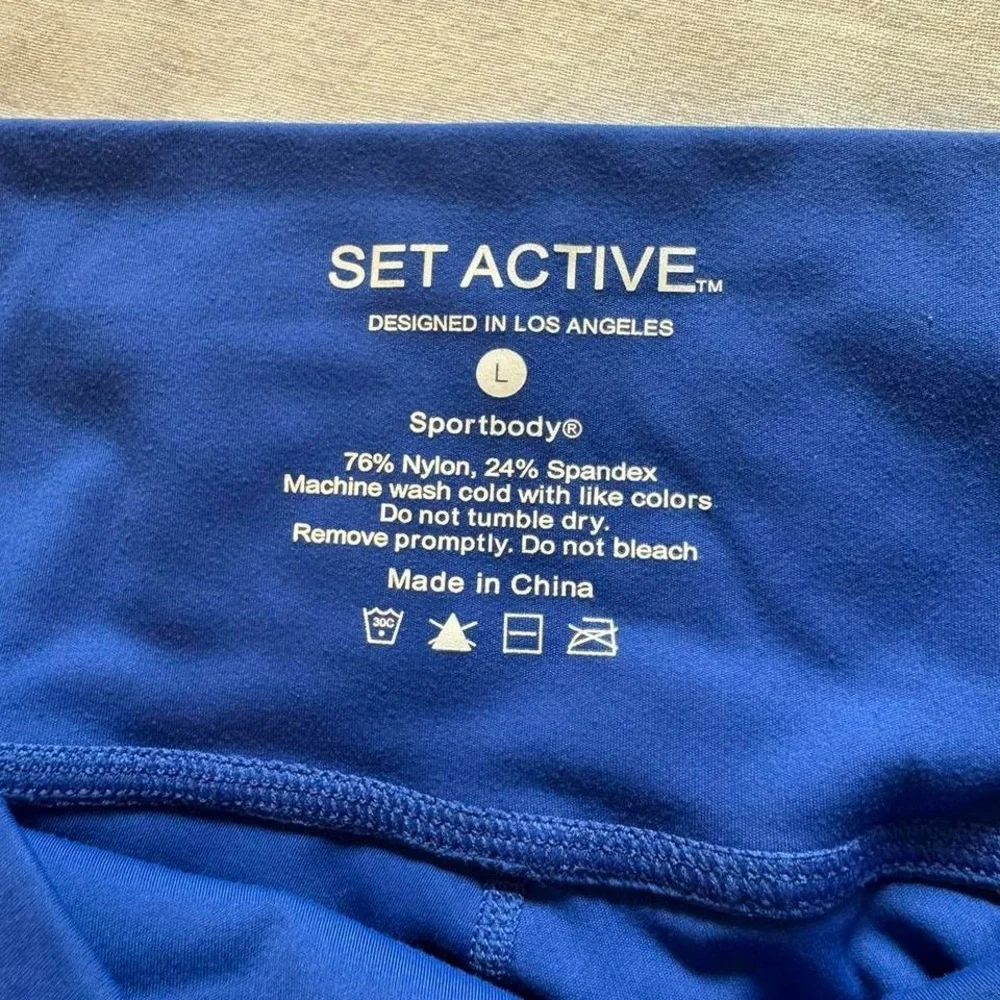 SET ACTIVE™
DESIGNED IN LOS ANGELES
L
Sportbody®
76% Nylon, 24% Spandex
Machine wash cold with like colors
Do not tumble dry.
Remove promptly. Do not bleach
Made in China
30C